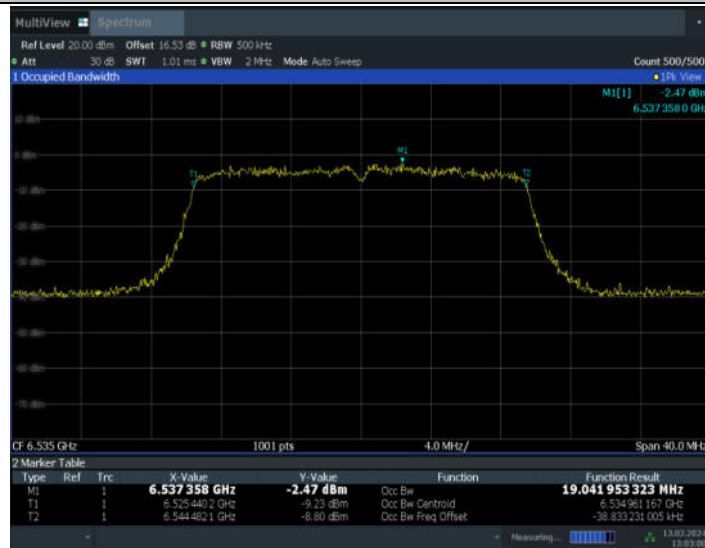 MultiView Spectrum
Ref Level 20.00 dBm Offset 16.53 dB RBW 500 kHz
Att 30 dB SWT 1.01 ms VBW 2 MHz Mode Auto Sweep Count 500/500
1 Occupied Bandwidth 1Pk View
M1[1] -2.47 dBm
6.537 358 0 GHz
10 dBm
0 dBm
M1
T1 T2
-10 dBm
-20 dBm
-30 dBm
-40 dBm
-50 dBm
-60 dBm
-70 dBm
CF 6.535 GHz 1001 pts 4.0 MHz/ Span 40.0 MHz
2 Marker Table
Type Ref Trc X-Value Y-Value Function Function Result
M1 1 6.537 358 GHz -2.47 dBm Occ Bw 19.041 953 323 MHz
T1 1 6.525 440 2 GHz -9.23 dBm Occ Bw Centroid 6.534 961 167 GHz
T2 1 6.544 482 1 GHz -8.80 dBm Occ Bw Freq Offset -38.833 231 005 kHz
Measuring...